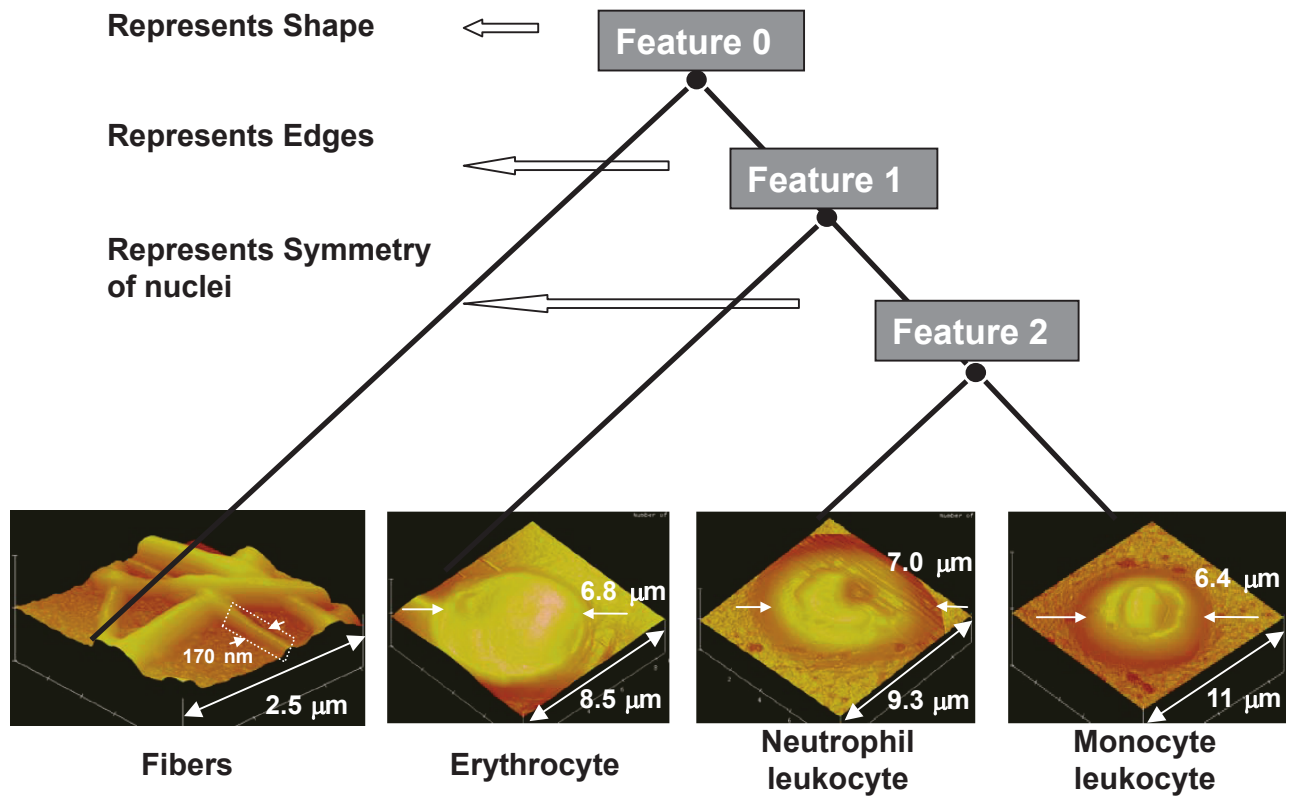 Represents Shape
Feature 0
Represents Edges
Feature 1
Represents Symmetry
of nuclei
Feature 2
170 nm
2.5 μm
6.8 μm
8.5 μm
7.0 μm
9.3 μm
6.4 μm
11 μm
Fibers
Erythrocyte
Neutrophil
leukocyte
Monocyte
leukocyte